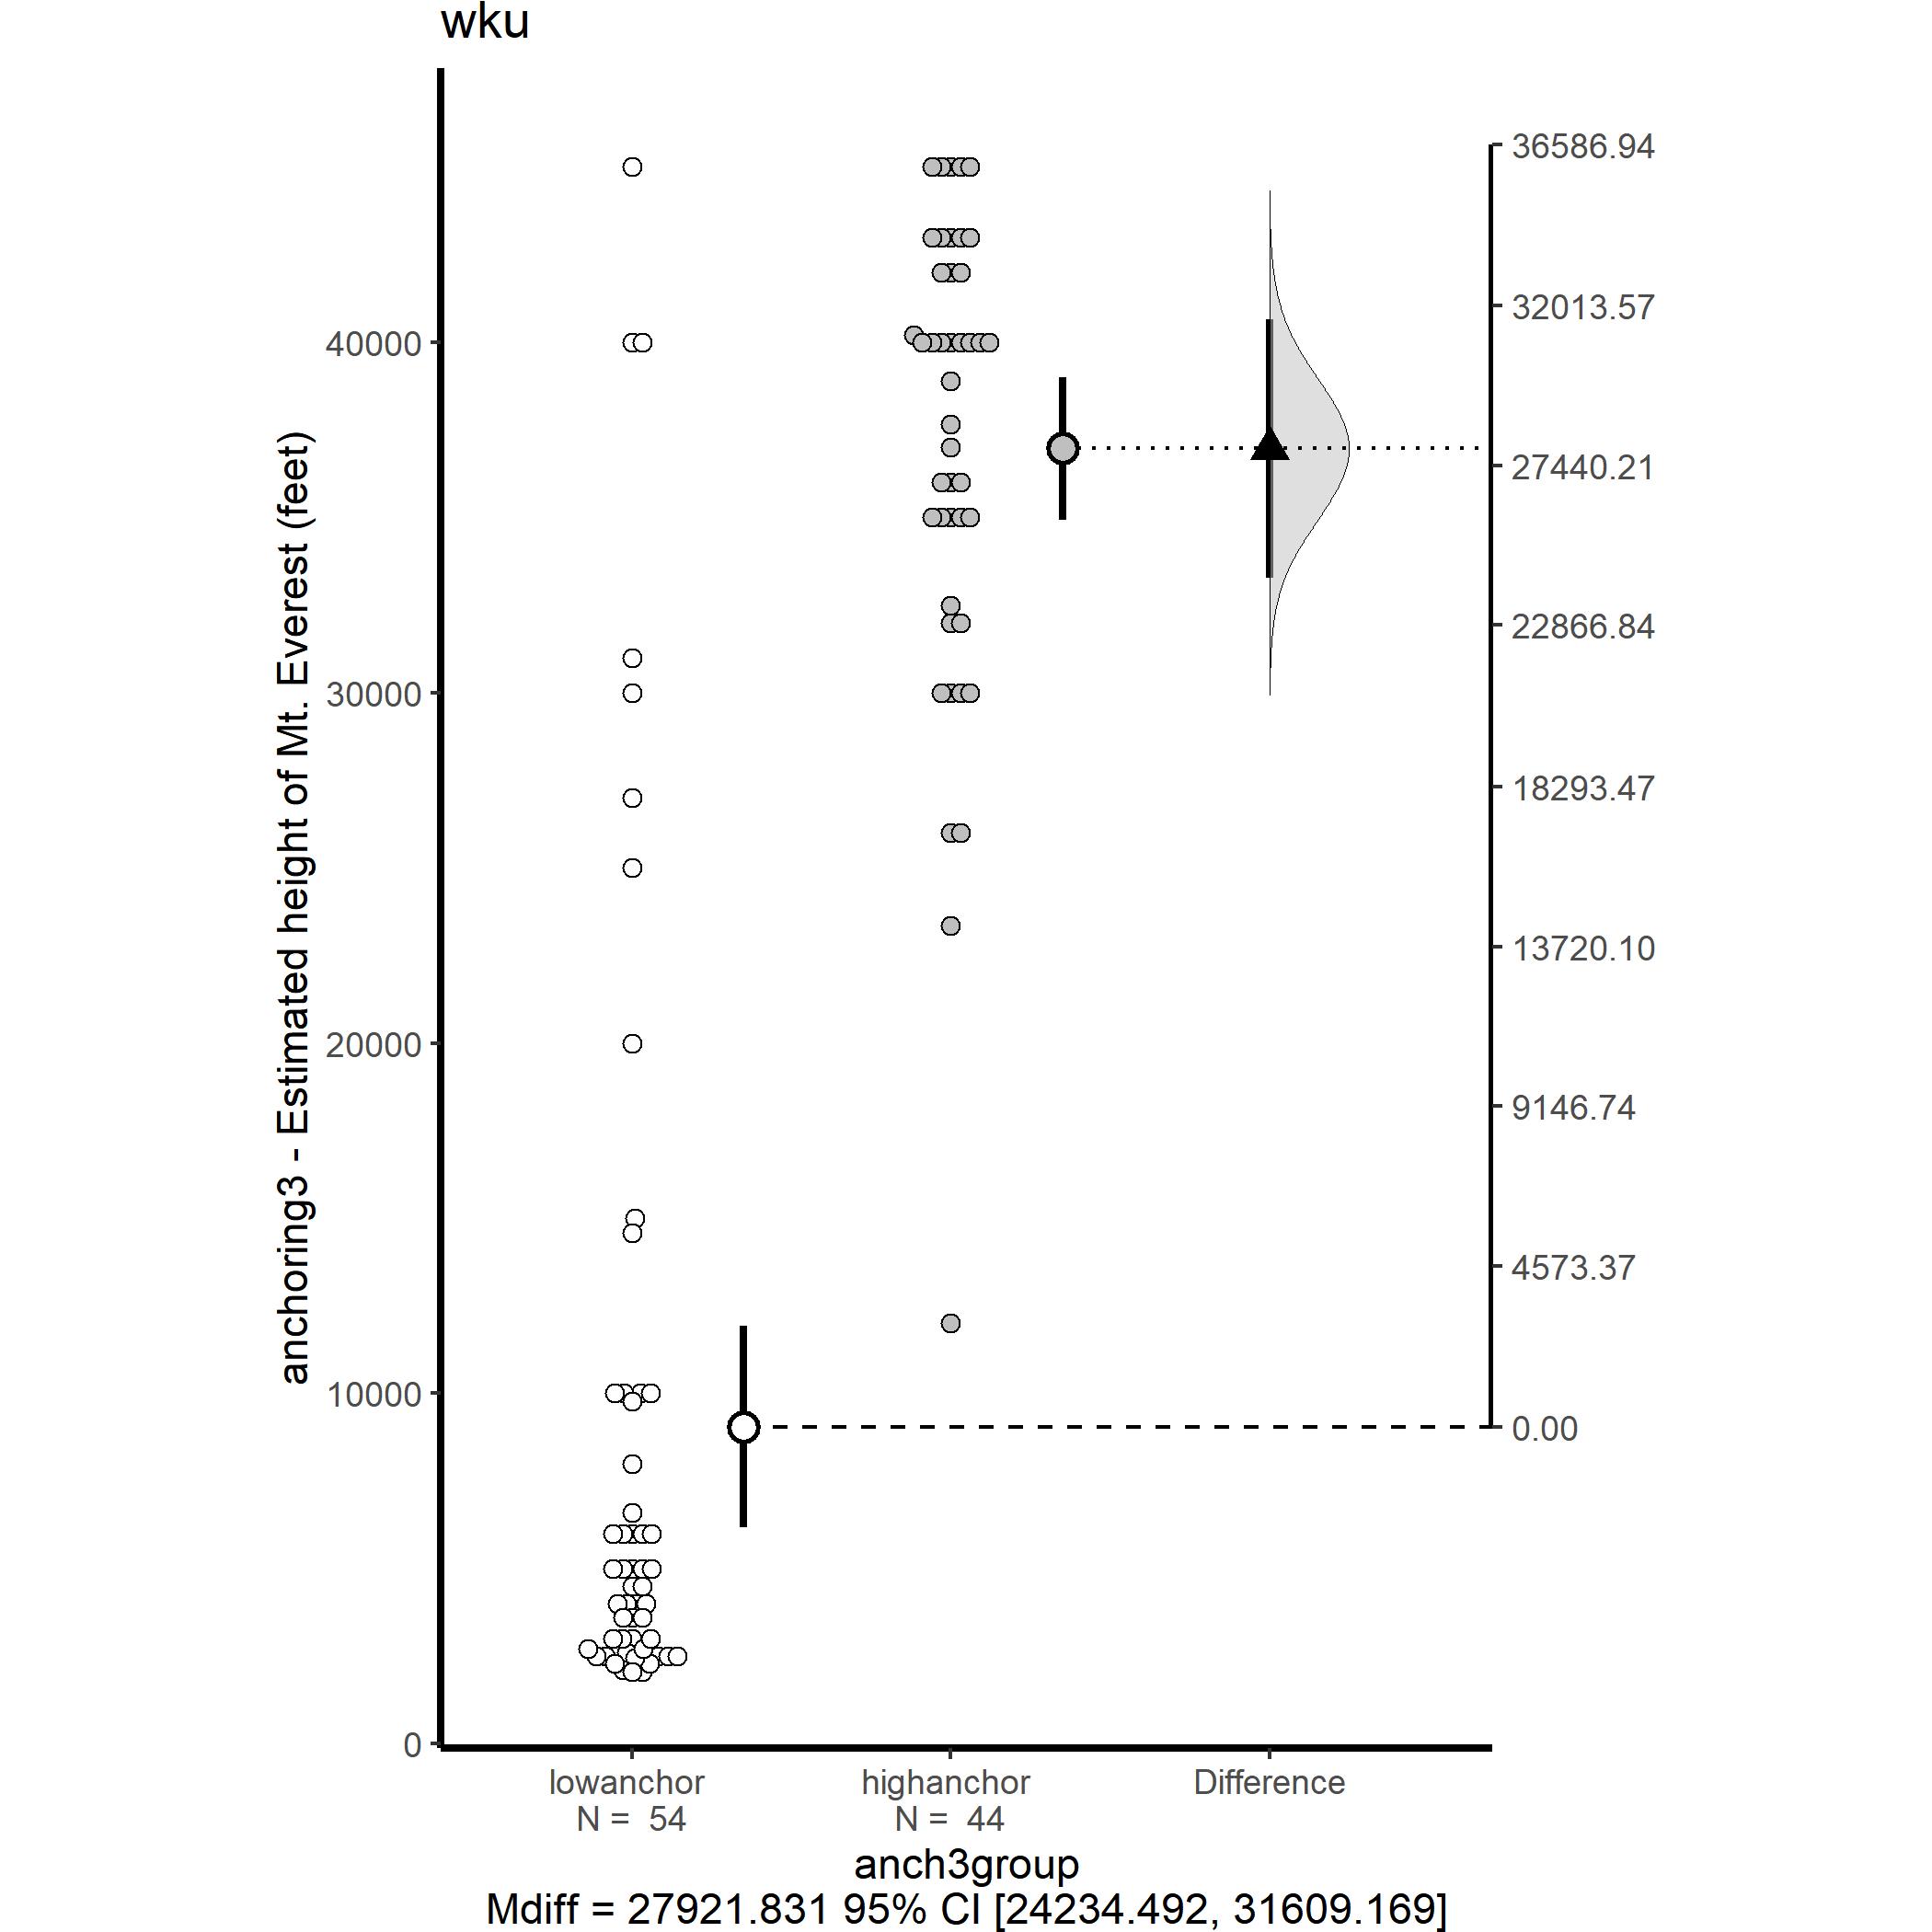 wku
anchoring3 - Estimated height of Mt. Everest (feet)
40000
30000
20000
10000
0
36586.94
32013.57
27440.21
22866.84
18293.47
13720.10
9146.74
4573.37
0.00
lowanchor
N =  54
highanchor
N =  44
Difference
anch3group
Mdiff = 27921.831 95% CI [24234.492, 31609.169]